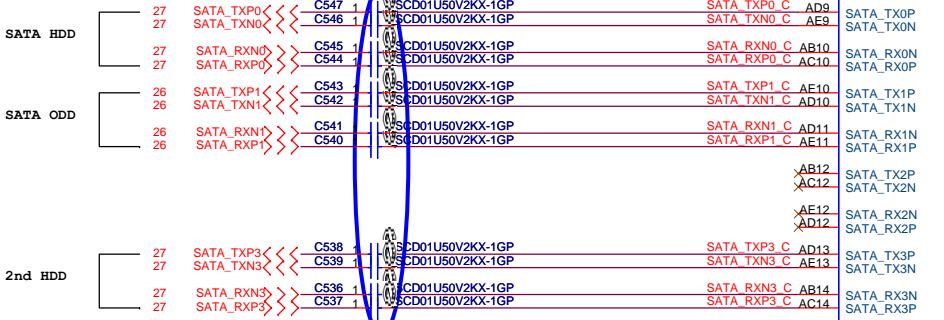 27 SATA_TXP0 C547 1 SCD01U50V2KX-1GP SATA_TXP0_C AD9 SATA_TX0P
27 SATA_TXN0 C546 1 SCD01U50V2KX-1GP SATA_TXN0_C AE9 SATA_TX0N
SATA HDD
27 SATA_RXN0 C545 1 SCD01U50V2KX-1GP SATA_RXN0_C AB10 SATA_RX0N
27 SATA_RXP0 C544 1 SCD01U50V2KX-1GP SATA_RXP0_C AC10 SATA_RX0P
26 SATA_TXP1 C543 1 SCD01U50V2KX-1GP SATA_TXP1_C AE10 SATA_TX1P
26 SATA_TXN1 C542 1 SCD01U50V2KX-1GP SATA_TXN1_C AD10 SATA_TX1N
SATA ODD
26 SATA_RXN1 C541 1 SCD01U50V2KX-1GP SATA_RXN1_C AD11 SATA_RX1N
26 SATA_RXP1 C540 1 SCD01U50V2KX-1GP SATA_RXP1_C AE11 SATA_RX1P
AB12 SATA_TX2P
AC12 SATA_TX2N
AE12 SATA_RX2N
AD12 SATA_RX2P
27 SATA_TXP3 C538 1 SCD01U50V2KX-1GP SATA_TXP3_C AD13 SATA_TX3P
27 SATA_TXN3 C539 1 SCD01U50V2KX-1GP SATA_TXN3_C AE13 SATA_TX3N
2nd HDD
27 SATA_RXN3 C536 1 SCD01U50V2KX-1GP SATA_RXN3_C AB14 SATA_RX3N
27 SATA_RXP3 C537 1 SCD01U50V2KX-1GP SATA_RXP3_C AC14 SATA_RX3P